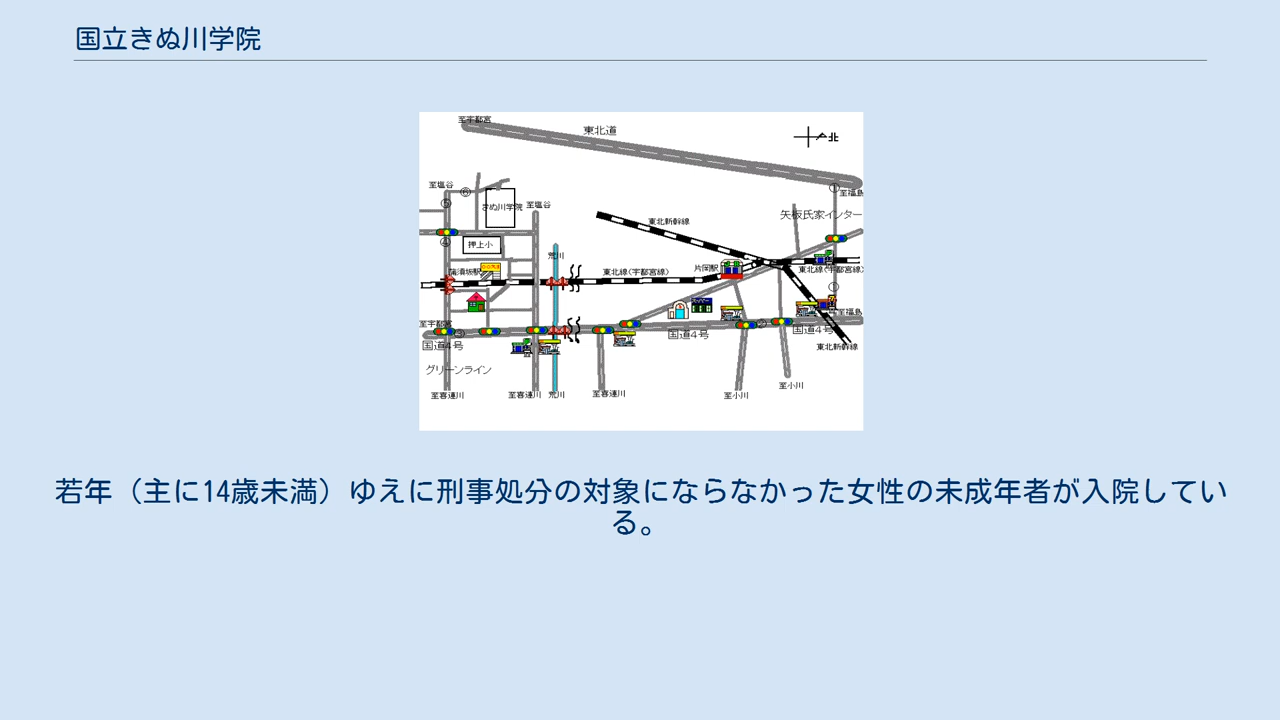 国立きぬ川学院
至宇都宮
東北道
北
至塩谷
⑥
①
至福島
⑤
きぬ川学院
至塩谷
矢板氏家インター
東北新幹線
④
押上小
荒川
蒲須坂駅
東北線(宇都宮線)
片岡駅
東北線(宇都宮線)
至宇都宮
至福島
国道4号
国道4号
国道4号
東北新幹線
グリーンライン
至小川
至喜連川
至喜連川
荒川
至喜連川
至小川
若年（主に14歳未満）ゆえに刑事処分の対象にならなかった女性の未成年者が入院してい
る。